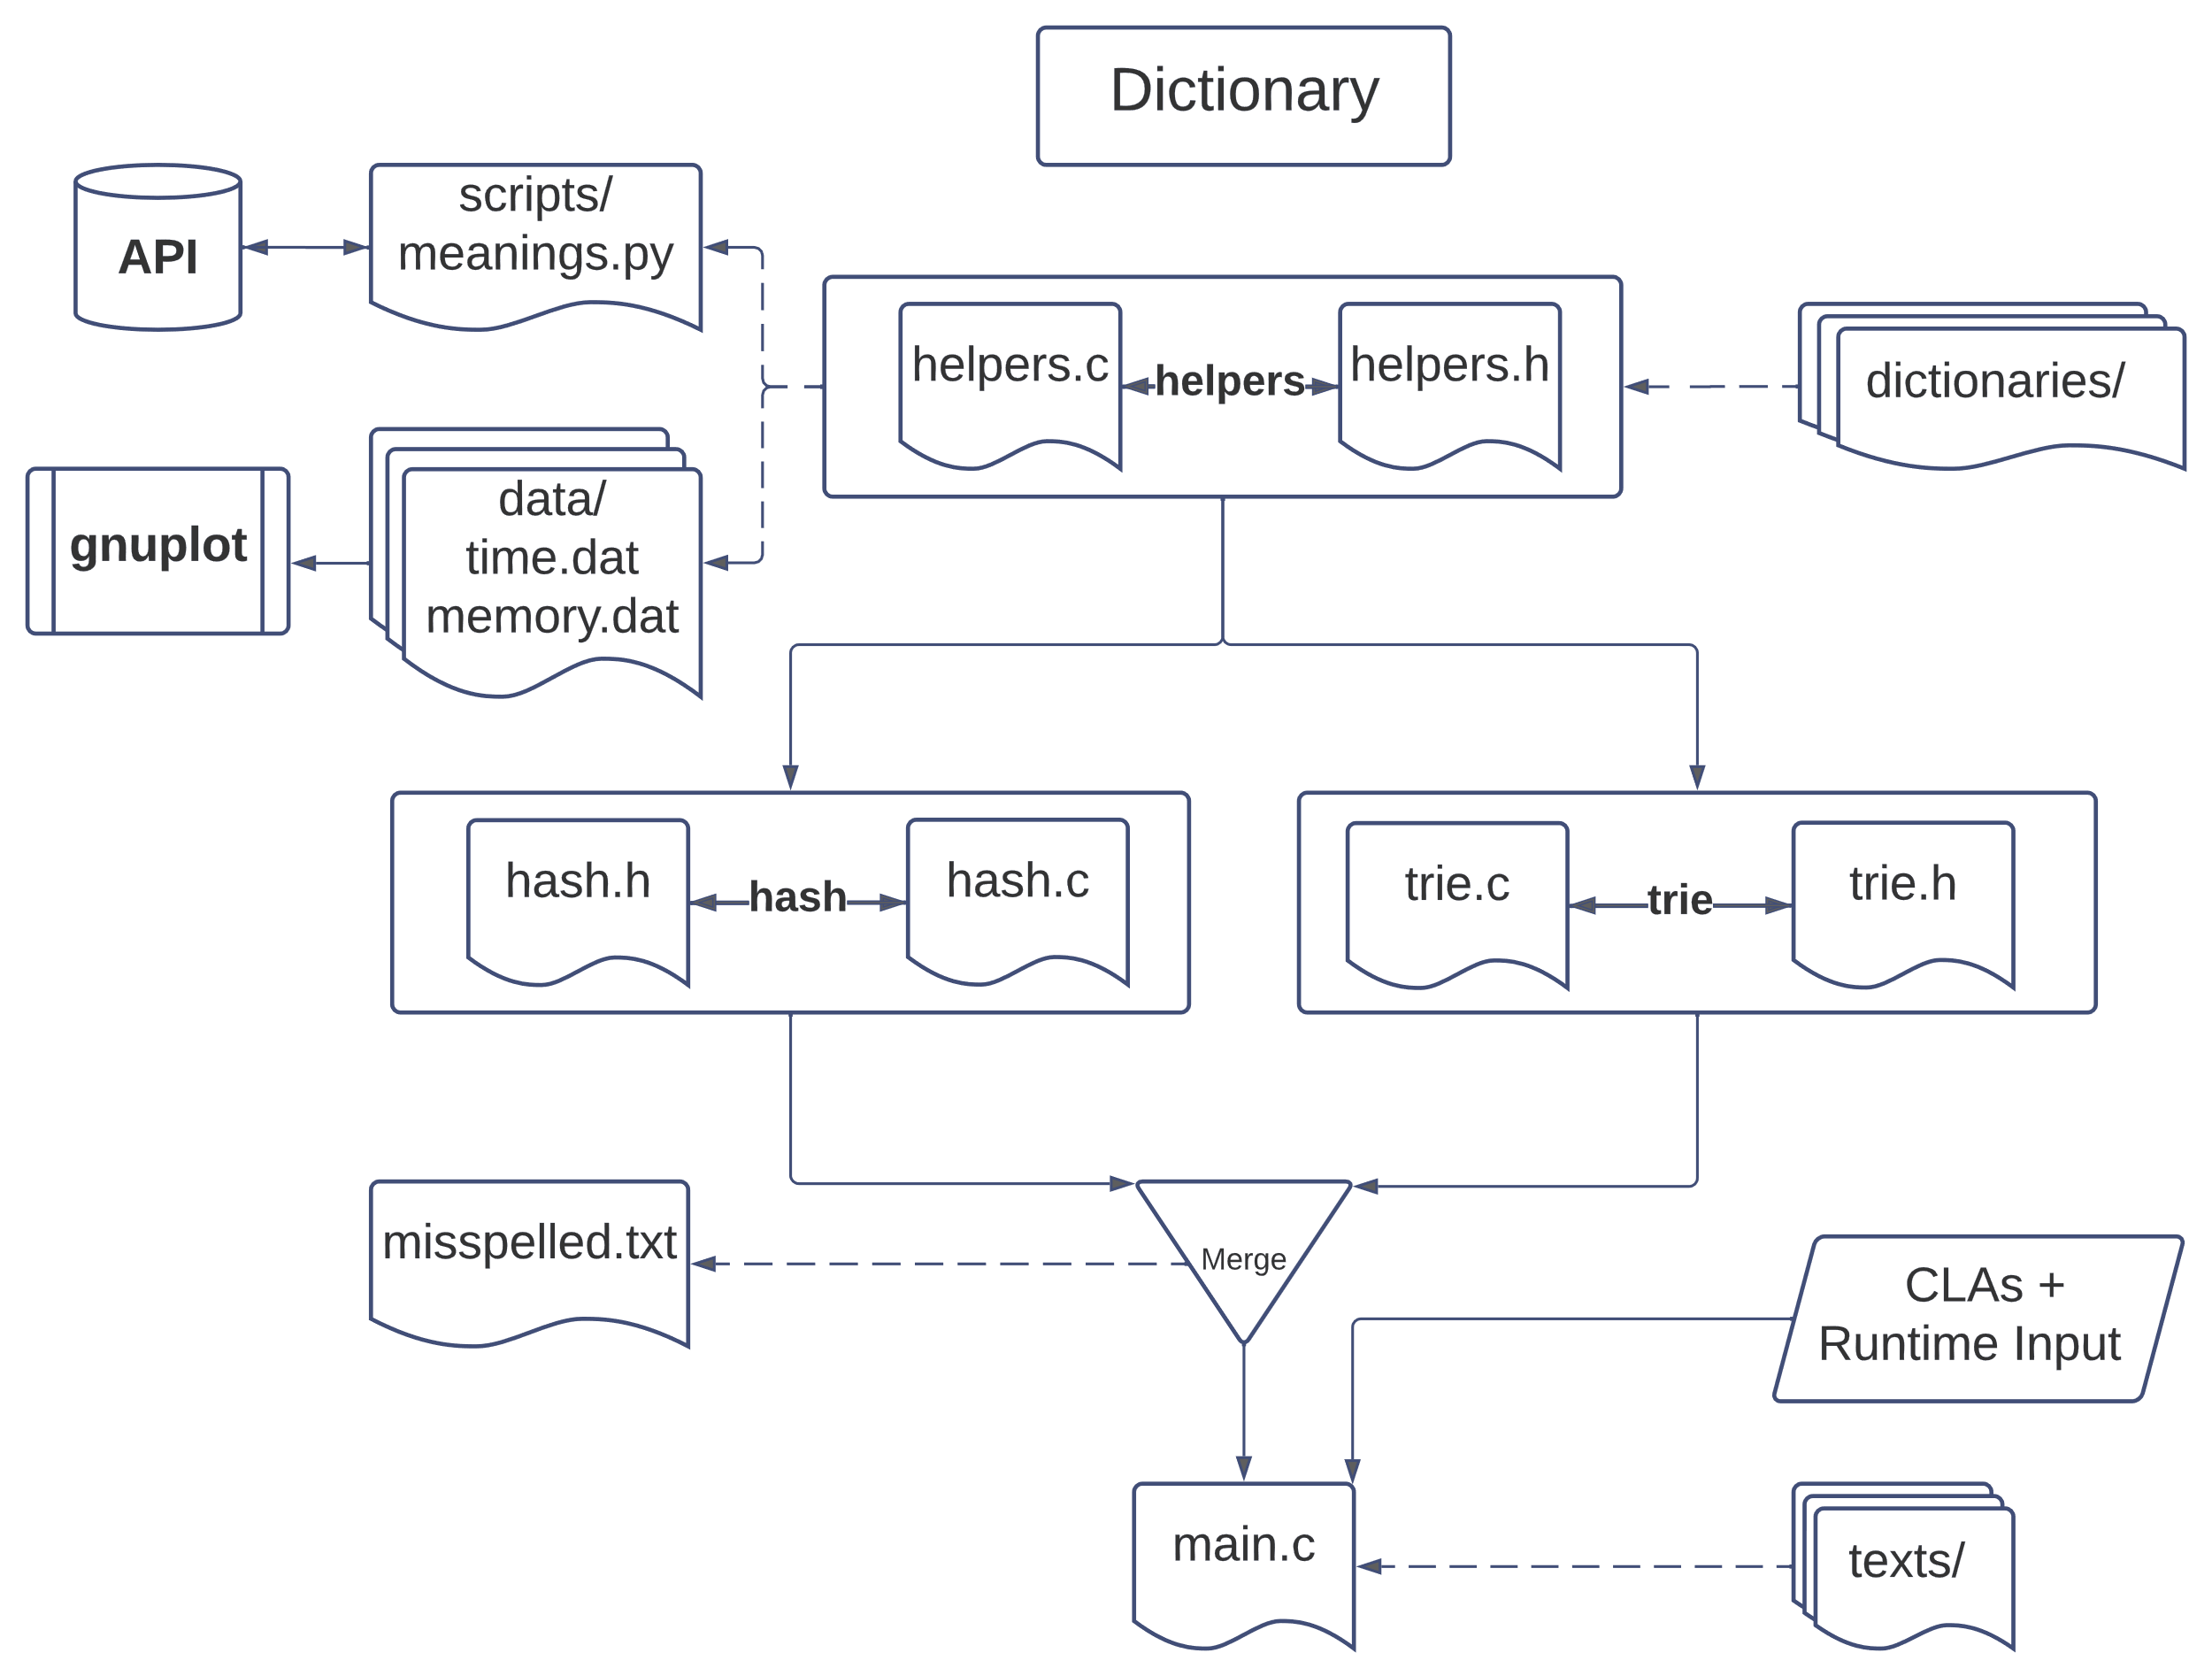 Dictionary
API
scripts/
meanings.py
helpers.c
helpers
helpers.h
dictionaries/
gnuplot
data/
time.dat
memory.dat
hash.h
hash
hash.c
trie.c
trie
trie.h
misspelled.txt
Merge
CLAs +
Runtime Input
main.c
texts/